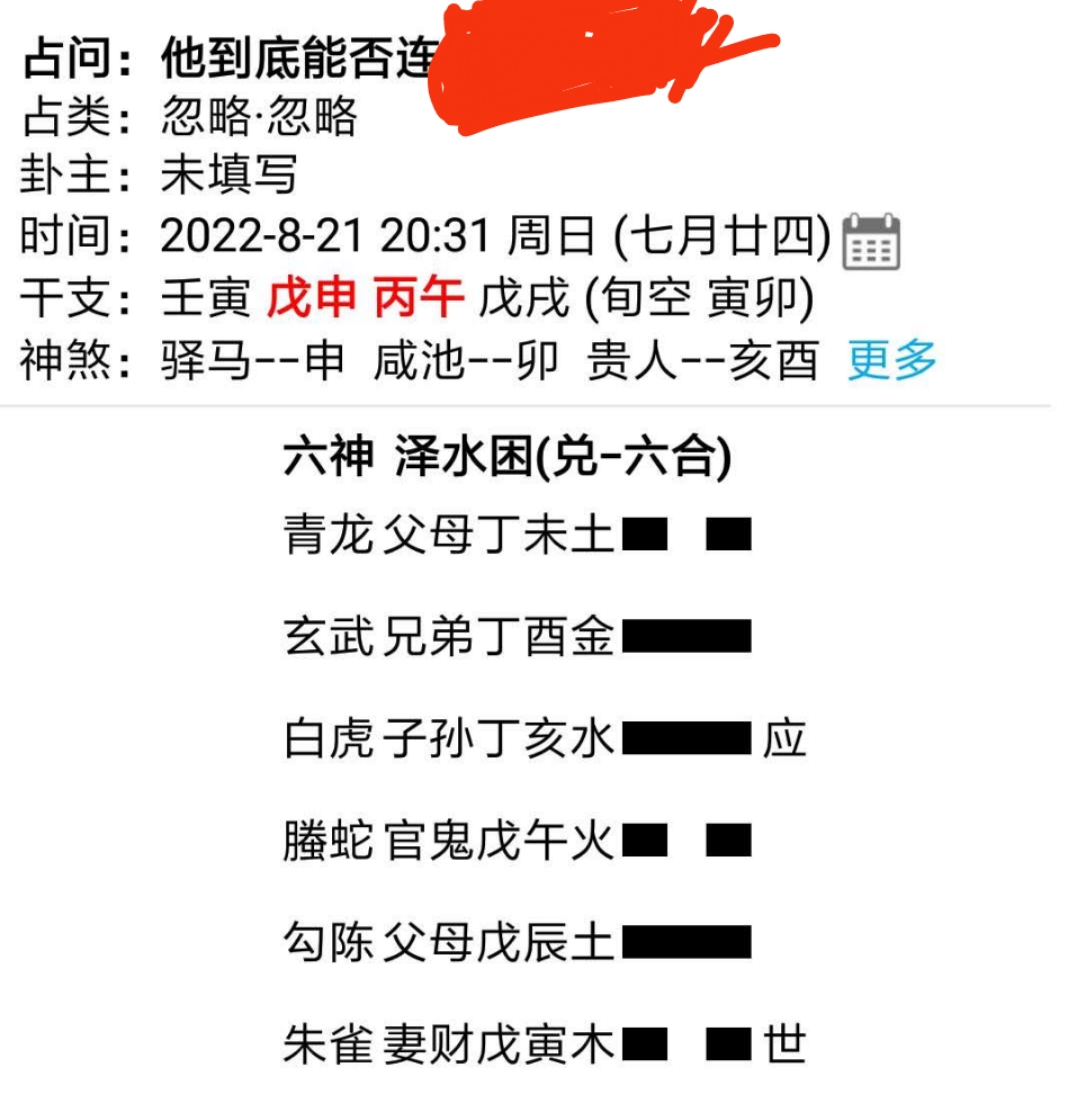 占问：他到底能否连
占类：忽略·忽略
卦主：未填写
时间：2022-8-21 20:31 周日 (七月廿四)
干支：壬寅 戊申 丙午 戊戌 (旬空 寅卯)
神煞：驿马--申 咸池--卯 贵人--亥酉 更多
六神 泽水困(兑-六合)
青龙 父母丁未土
玄武 兄弟丁酉金
白虎 子孙丁亥水 应
螣蛇 官鬼戊午火
勾陈 父母戊辰土
朱雀 妻财戊寅木 世